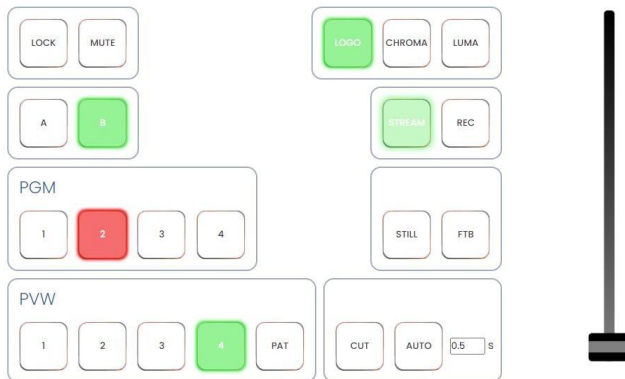 LOCK MUTE LOGO CHROMA LUMA
A B STREAM REC
PGM
1 2 3 4 STILL FTB
PVW
1 2 3 4 PAT CUT AUTO 0.5 S